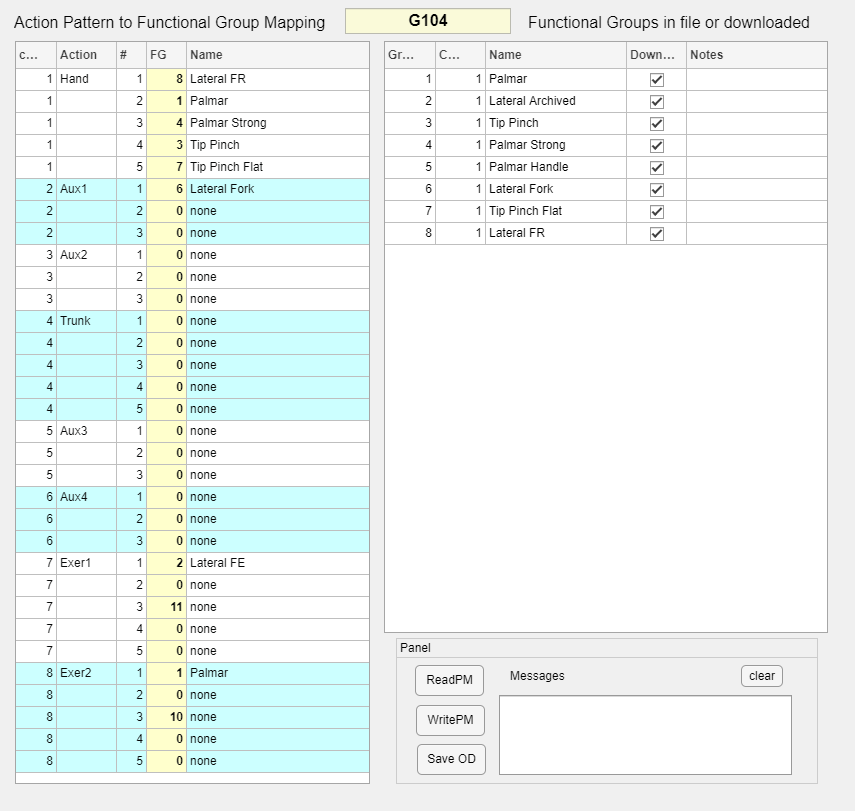 Action Pattern to Functional Group Mapping G104 Functional Groups in file or downloaded
c... Action # FG Name
1 Hand 1 8 Lateral FR
1 2 1 Palmar
1 3 4 Palmar Strong
1 4 3 Tip Pinch
1 5 7 Tip Pinch Flat
2 Aux1 1 6 Lateral Fork
2 2 0 none
2 3 0 none
3 Aux2 1 0 none
3 2 0 none
3 3 0 none
4 Trunk 1 0 none
4 2 0 none
4 3 0 none
4 4 0 none
4 5 0 none
5 Aux3 1 0 none
5 2 0 none
5 3 0 none
6 Aux4 1 0 none
6 2 0 none
6 3 0 none
7 Exer1 1 2 Lateral FE
7 2 0 none
7 3 11 none
7 4 0 none
7 5 0 none
8 Exer2 1 1 Palmar
8 2 0 none
8 3 10 none
8 4 0 none
8 5 0 none
Gr... C... Name Down... Notes
1 1 Palmar
2 1 Lateral Archived
3 1 Tip Pinch
4 1 Palmar Strong
5 1 Palmar Handle
6 1 Lateral Fork
7 1 Tip Pinch Flat
8 1 Lateral FR
Panel
ReadPM Messages clear
WritePM
Save OD